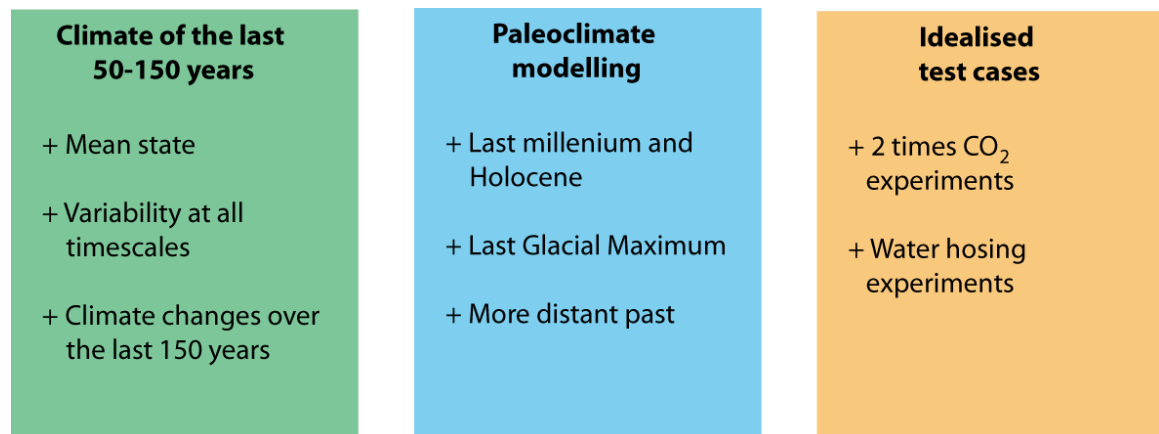 Climate of the last
50-150 years
+ Mean state
+ Variability at all
timescales
+ Climate changes over
the last 150 years
Paleoclimate
modelling
+ Last millenium and
Holocene
+ Last Glacial Maximum
+ More distant past
Idealised
test cases
+ 2 times CO₂
experiments
+ Water hosing
experiments